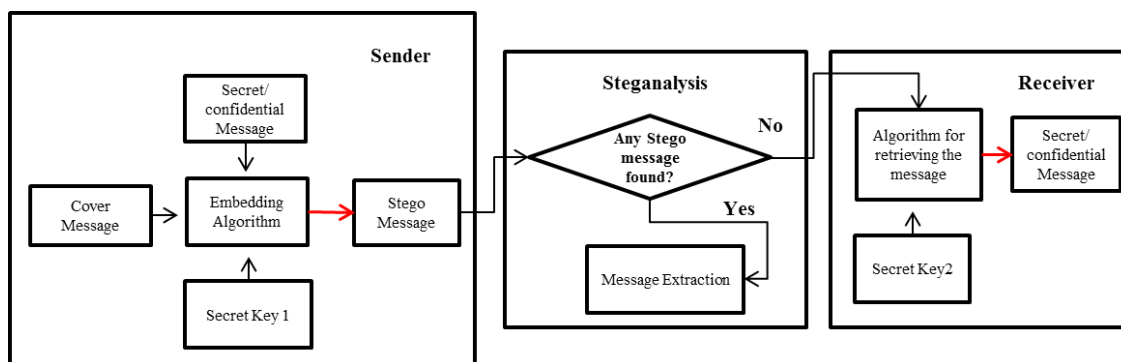 Sender
Secret/
confidential
Message
Cover
Message
Embedding
Algorithm
Stego
Message
Secret Key 1
Steganalysis
Any Stego
message
found?
No
Yes
Message Extraction
Receiver
Algorithm for
retrieving the
message
Secret/
confidential
Message
Secret Key2